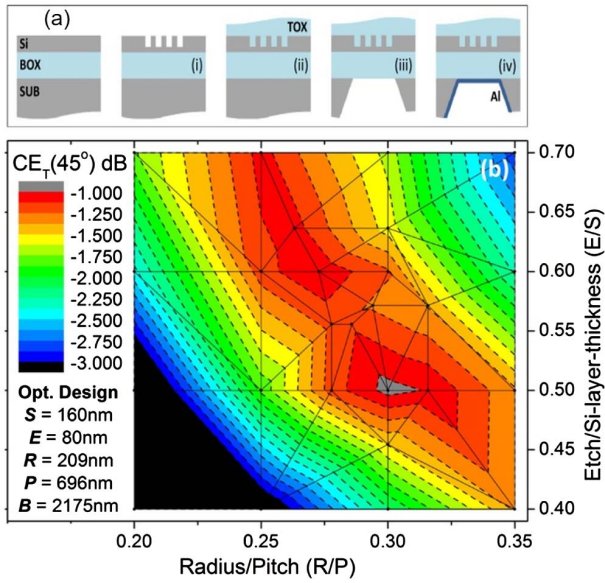 (a)
Si
BOX
SUB
(i)
TOX
(ii)
(iii)
(iv)
Al
CE_T(45°) dB
(b)
-1.000
-1.250
-1.500
-1.750
-2.000
-2.250
-2.500
-2.750
-3.000
Opt. Design
S = 160nm
E = 80nm
R = 209nm
P = 696nm
B = 2175nm
0.70
0.65
0.60
0.55
0.50
0.45
0.40
Etch/Si-layer-thickness (E/S)
0.20
0.25
0.30
0.35
Radius/Pitch (R/P)